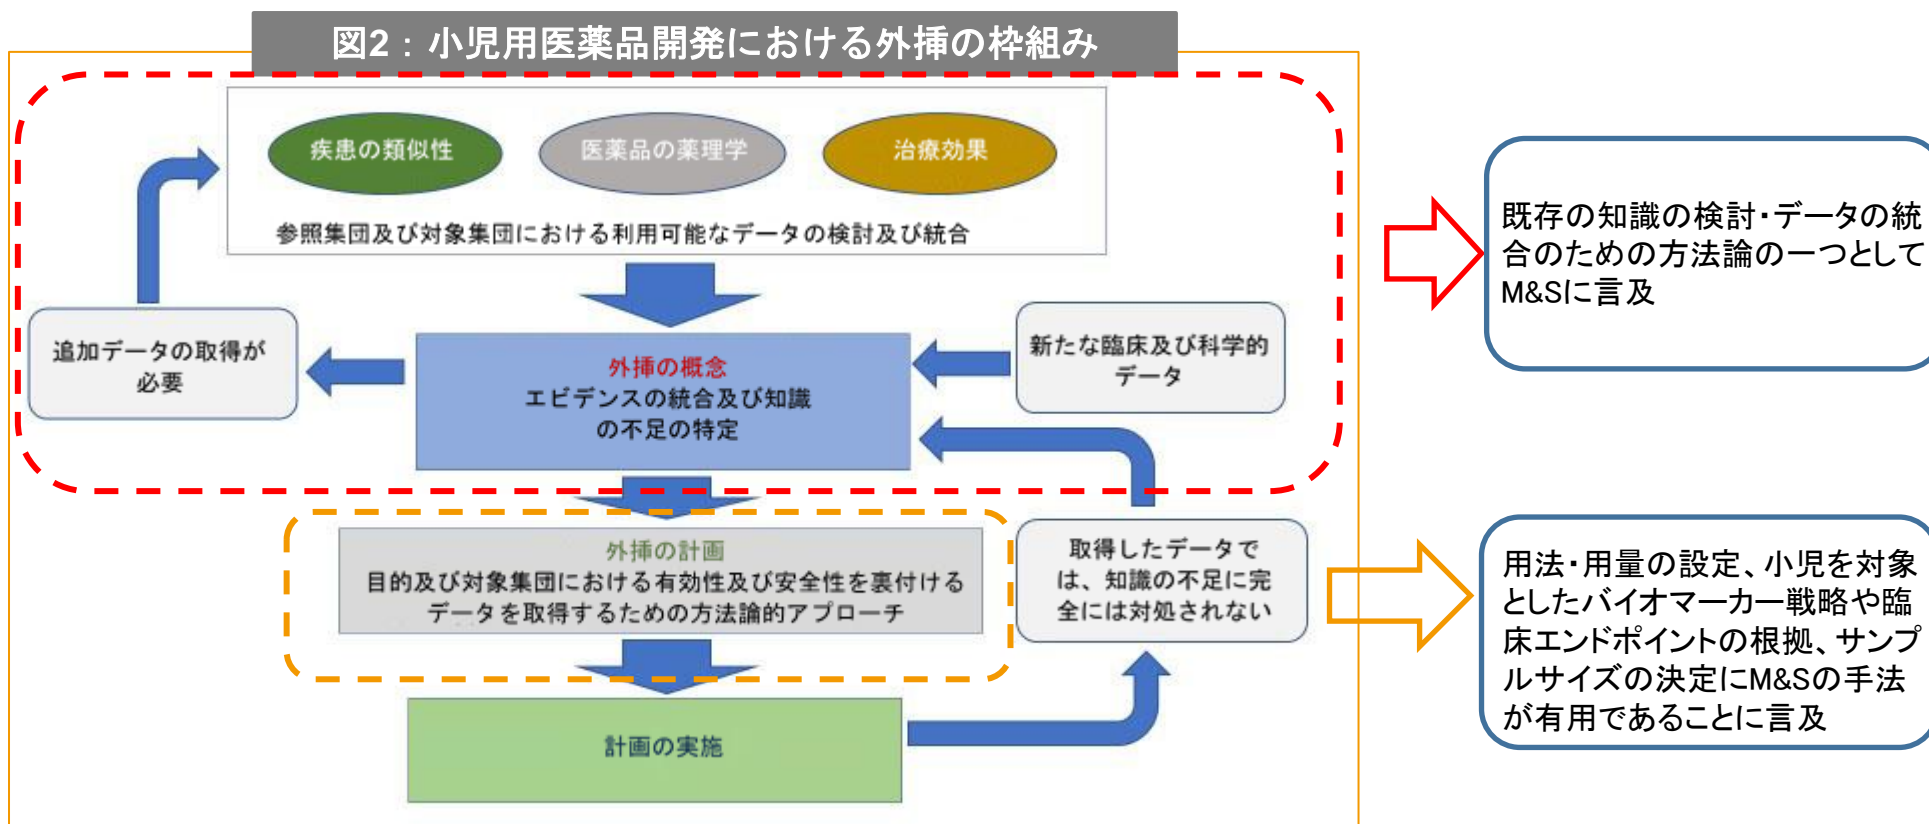 図2：小児用医薬品開発における外挿の枠組み
疾患の類似性
医薬品の薬理学
治療効果
参照集団及び対象集団における利用可能なデータの検討及び統合
追加データの取得が
必要
外挿の概念
エビデンスの統合及び知識
の不足の特定
新たな臨床及び科学的
データ
外挿の計画
目的及び対象集団における有効性及び安全性を裏付ける
データを取得するための方法論的アプローチ
取得したデータで
は、知識の不足に完
全には対処されない
計画の実施
既存の知識の検討・データの統
合のための方法論の一つとして
M&Sに言及
用法・用量の設定、小児を対象
としたバイオマーカー戦略や臨
床エンドポイントの根拠、サンプ
ルサイズの決定にM&Sの手法
が有用であることに言及